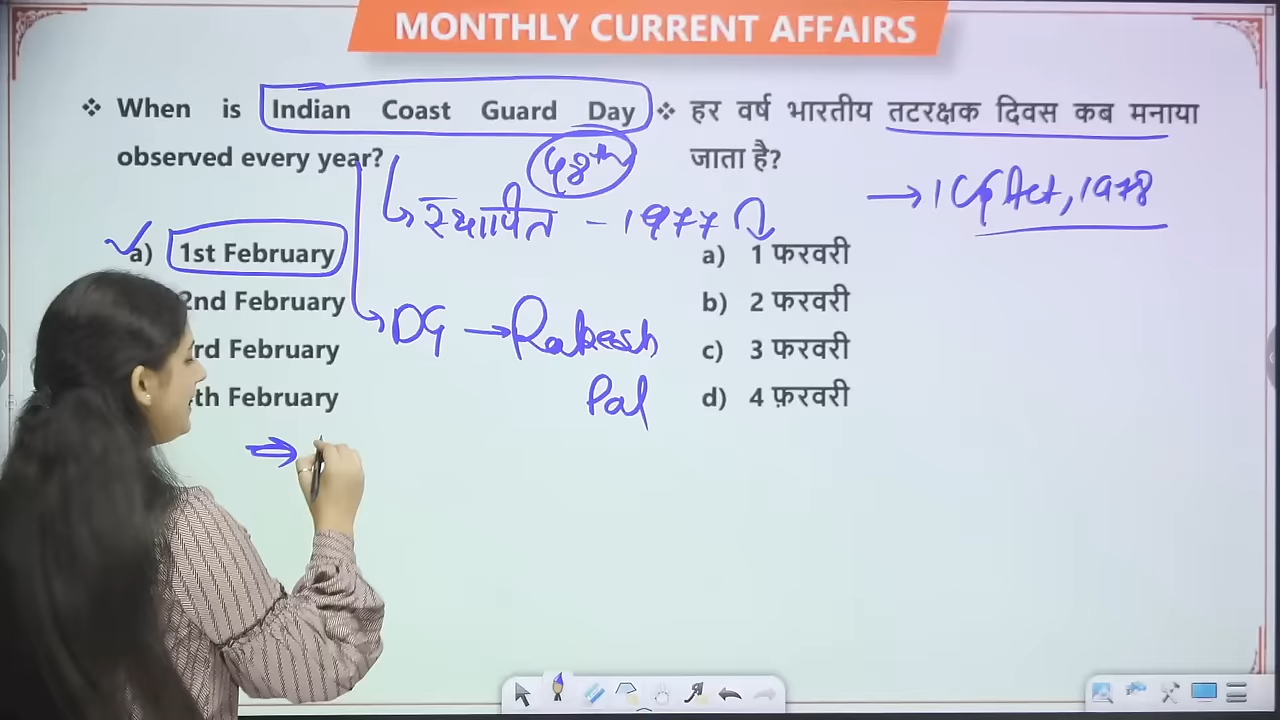 MONTHLY CURRENT AFFAIRS
❖ When is Indian Coast Guard Day
observed every year?
48th
स्थापित - 1977
a) 1st February
2nd February
rd February
th February
DG → Rakesh
Pal
❖ हर वर्ष भारतीय तटरक्षक दिवस कब मनाया
जाता है?
→ ICG Act, 1978
a) 1 फरवरी
b) 2 फरवरी
c) 3 फरवरी
d) 4 फ़रवरी